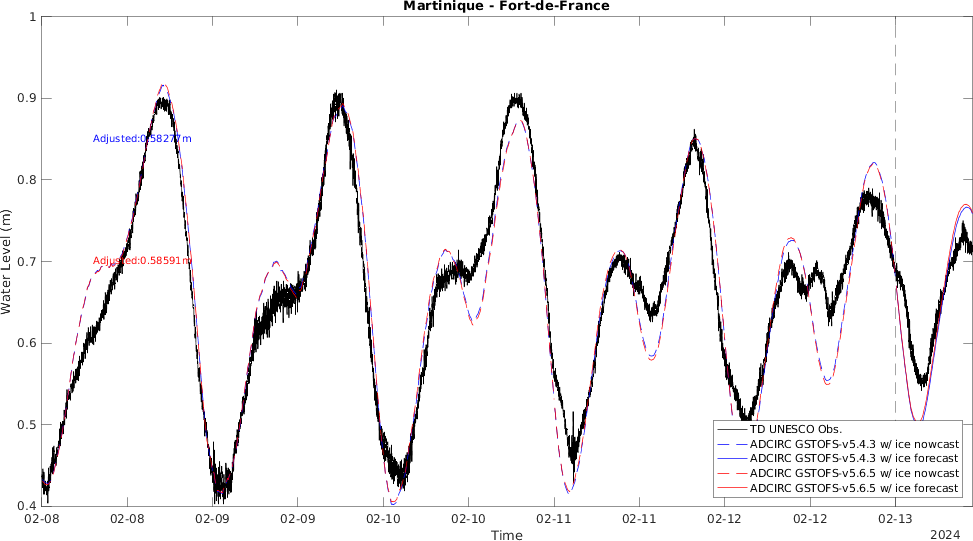 Martinique - Fort-de-France
1
0.9
0.8
0.7
0.6
0.5
0.4
Water Level (m)
Adjusted:0.58277m
Adjusted:0.58591m
TD UNESCO Obs.
ADCIRC GSTOFS-v5.4.3 w/ ice nowcast
ADCIRC GSTOFS-v5.4.3 w/ ice forecast
ADCIRC GSTOFS-v5.6.5 w/ ice nowcast
ADCIRC GSTOFS-v5.6.5 w/ ice forecast
02-08 02-08 02-09 02-09 02-10 02-10 02-11 02-11 02-12 02-12 02-13
Time
2024